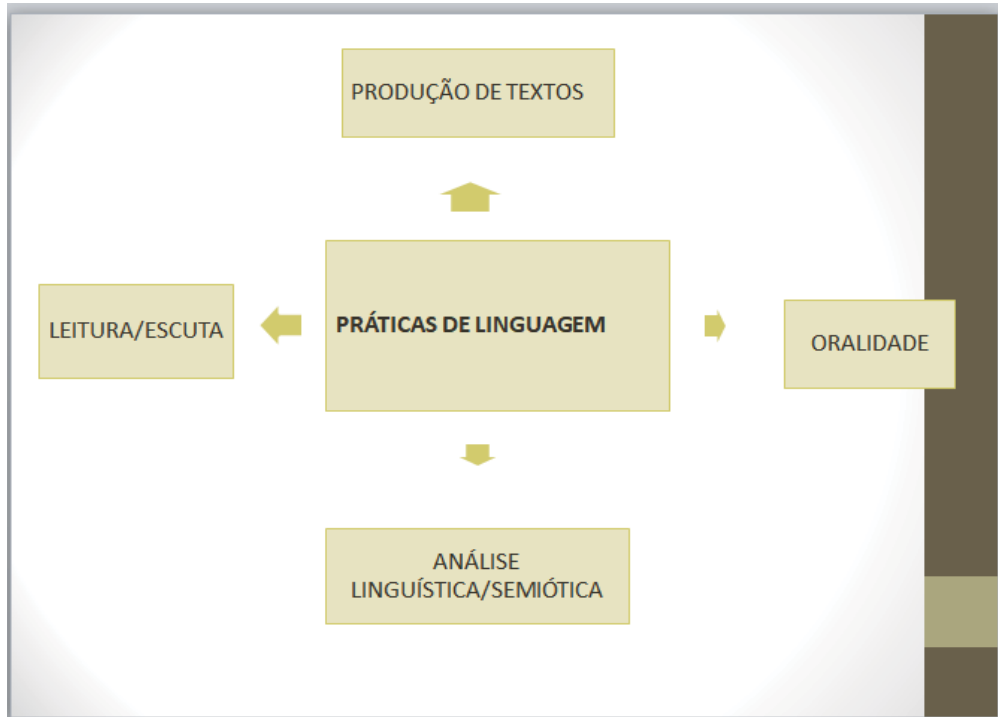 PRODUÇÃO DE TEXTOS
LEITURA/ESCUTA
PRÁTICAS DE LINGUAGEM
ORALIDADE
ANÁLISE
LINGUÍSTICA/SEMIÓTICA